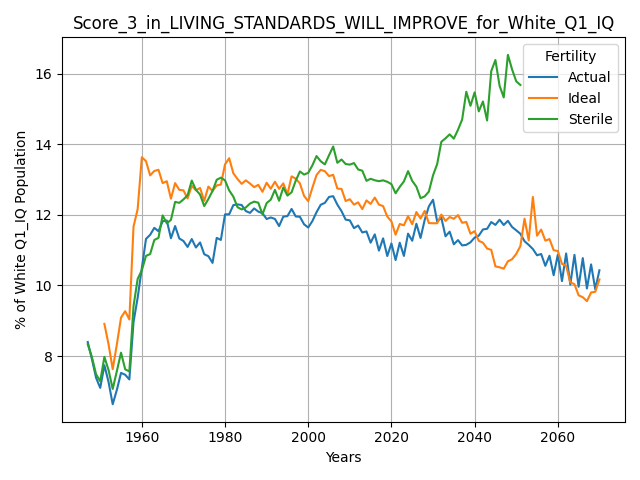 Score_3_in_LIVING_STANDARDS_WILL_IMPROVE_for_White_Q1_IQ
Fertility
Actual
Ideal
Sterile
% of White Q1_IQ Population
16
14
12
10
8
1960
1980
2000
2020
2040
2060
Years